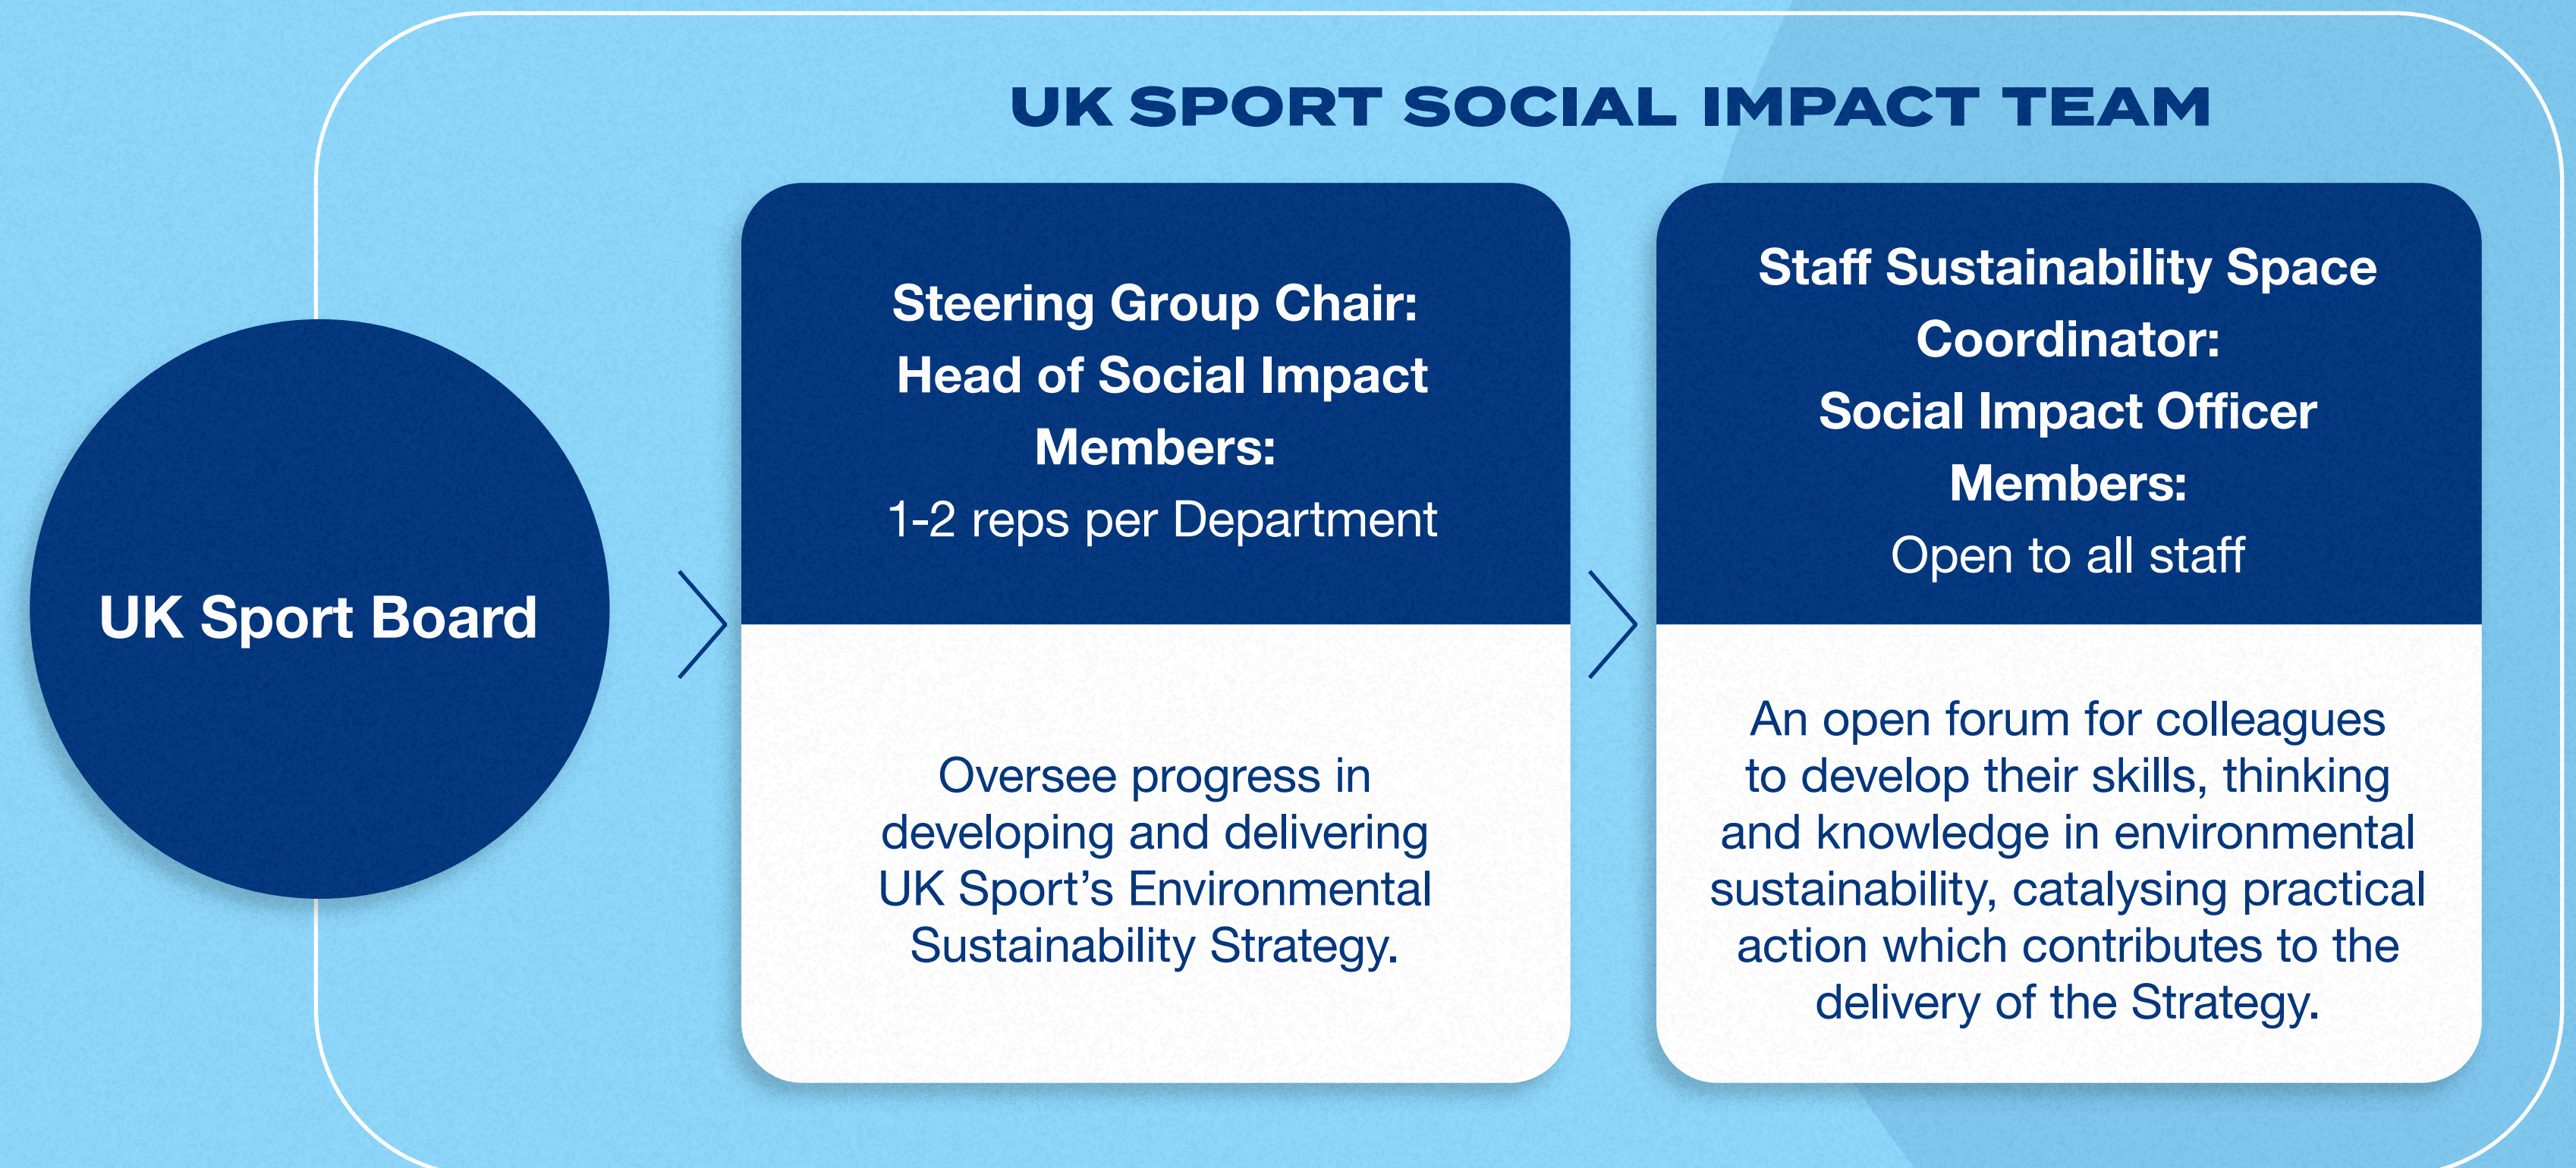 UK SPORT SOCIAL IMPACT TEAM
UK Sport Board
Steering Group Chair:
Head of Social Impact
Members:
1-2 reps per Department
Oversee progress in
developing and delivering
UK Sport’s Environmental
Sustainability Strategy.
Staff Sustainability Space
Coordinator:
Social Impact Officer
Members:
Open to all staff
An open forum for colleagues
to develop their skills, thinking
and knowledge in environmental
sustainability, catalysing practical
action which contributes to the
delivery of the Strategy.